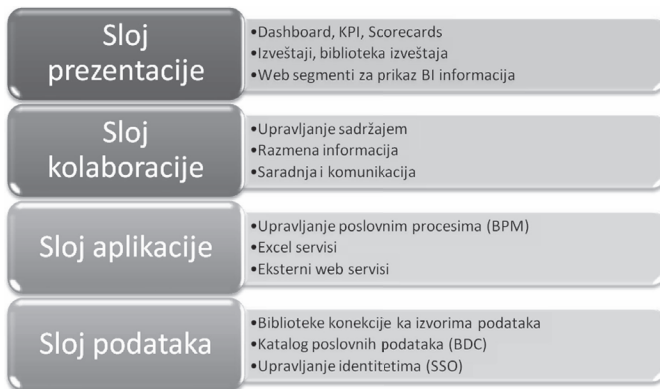 Sloj
prezentacije
•Dashboard, KPI, Scorecards
•Izveštaji, biblioteka izveštaja
•Web segmenti za prikaz BI informacija
Sloj
kolaboracije
•Upravljanje sadržajem
•Razmena informacija
•Saradnja i komunikacija
Sloj aplikacije
•Upravljanje poslovnim procesima (BPM)
•Excel servisi
•Eksterni web servisi
Sloj podataka
•Biblioteke konekcije ka izvorima podataka
•Katalog poslovnih podataka (BDC)
•Upravljanje identitetima (SSO)